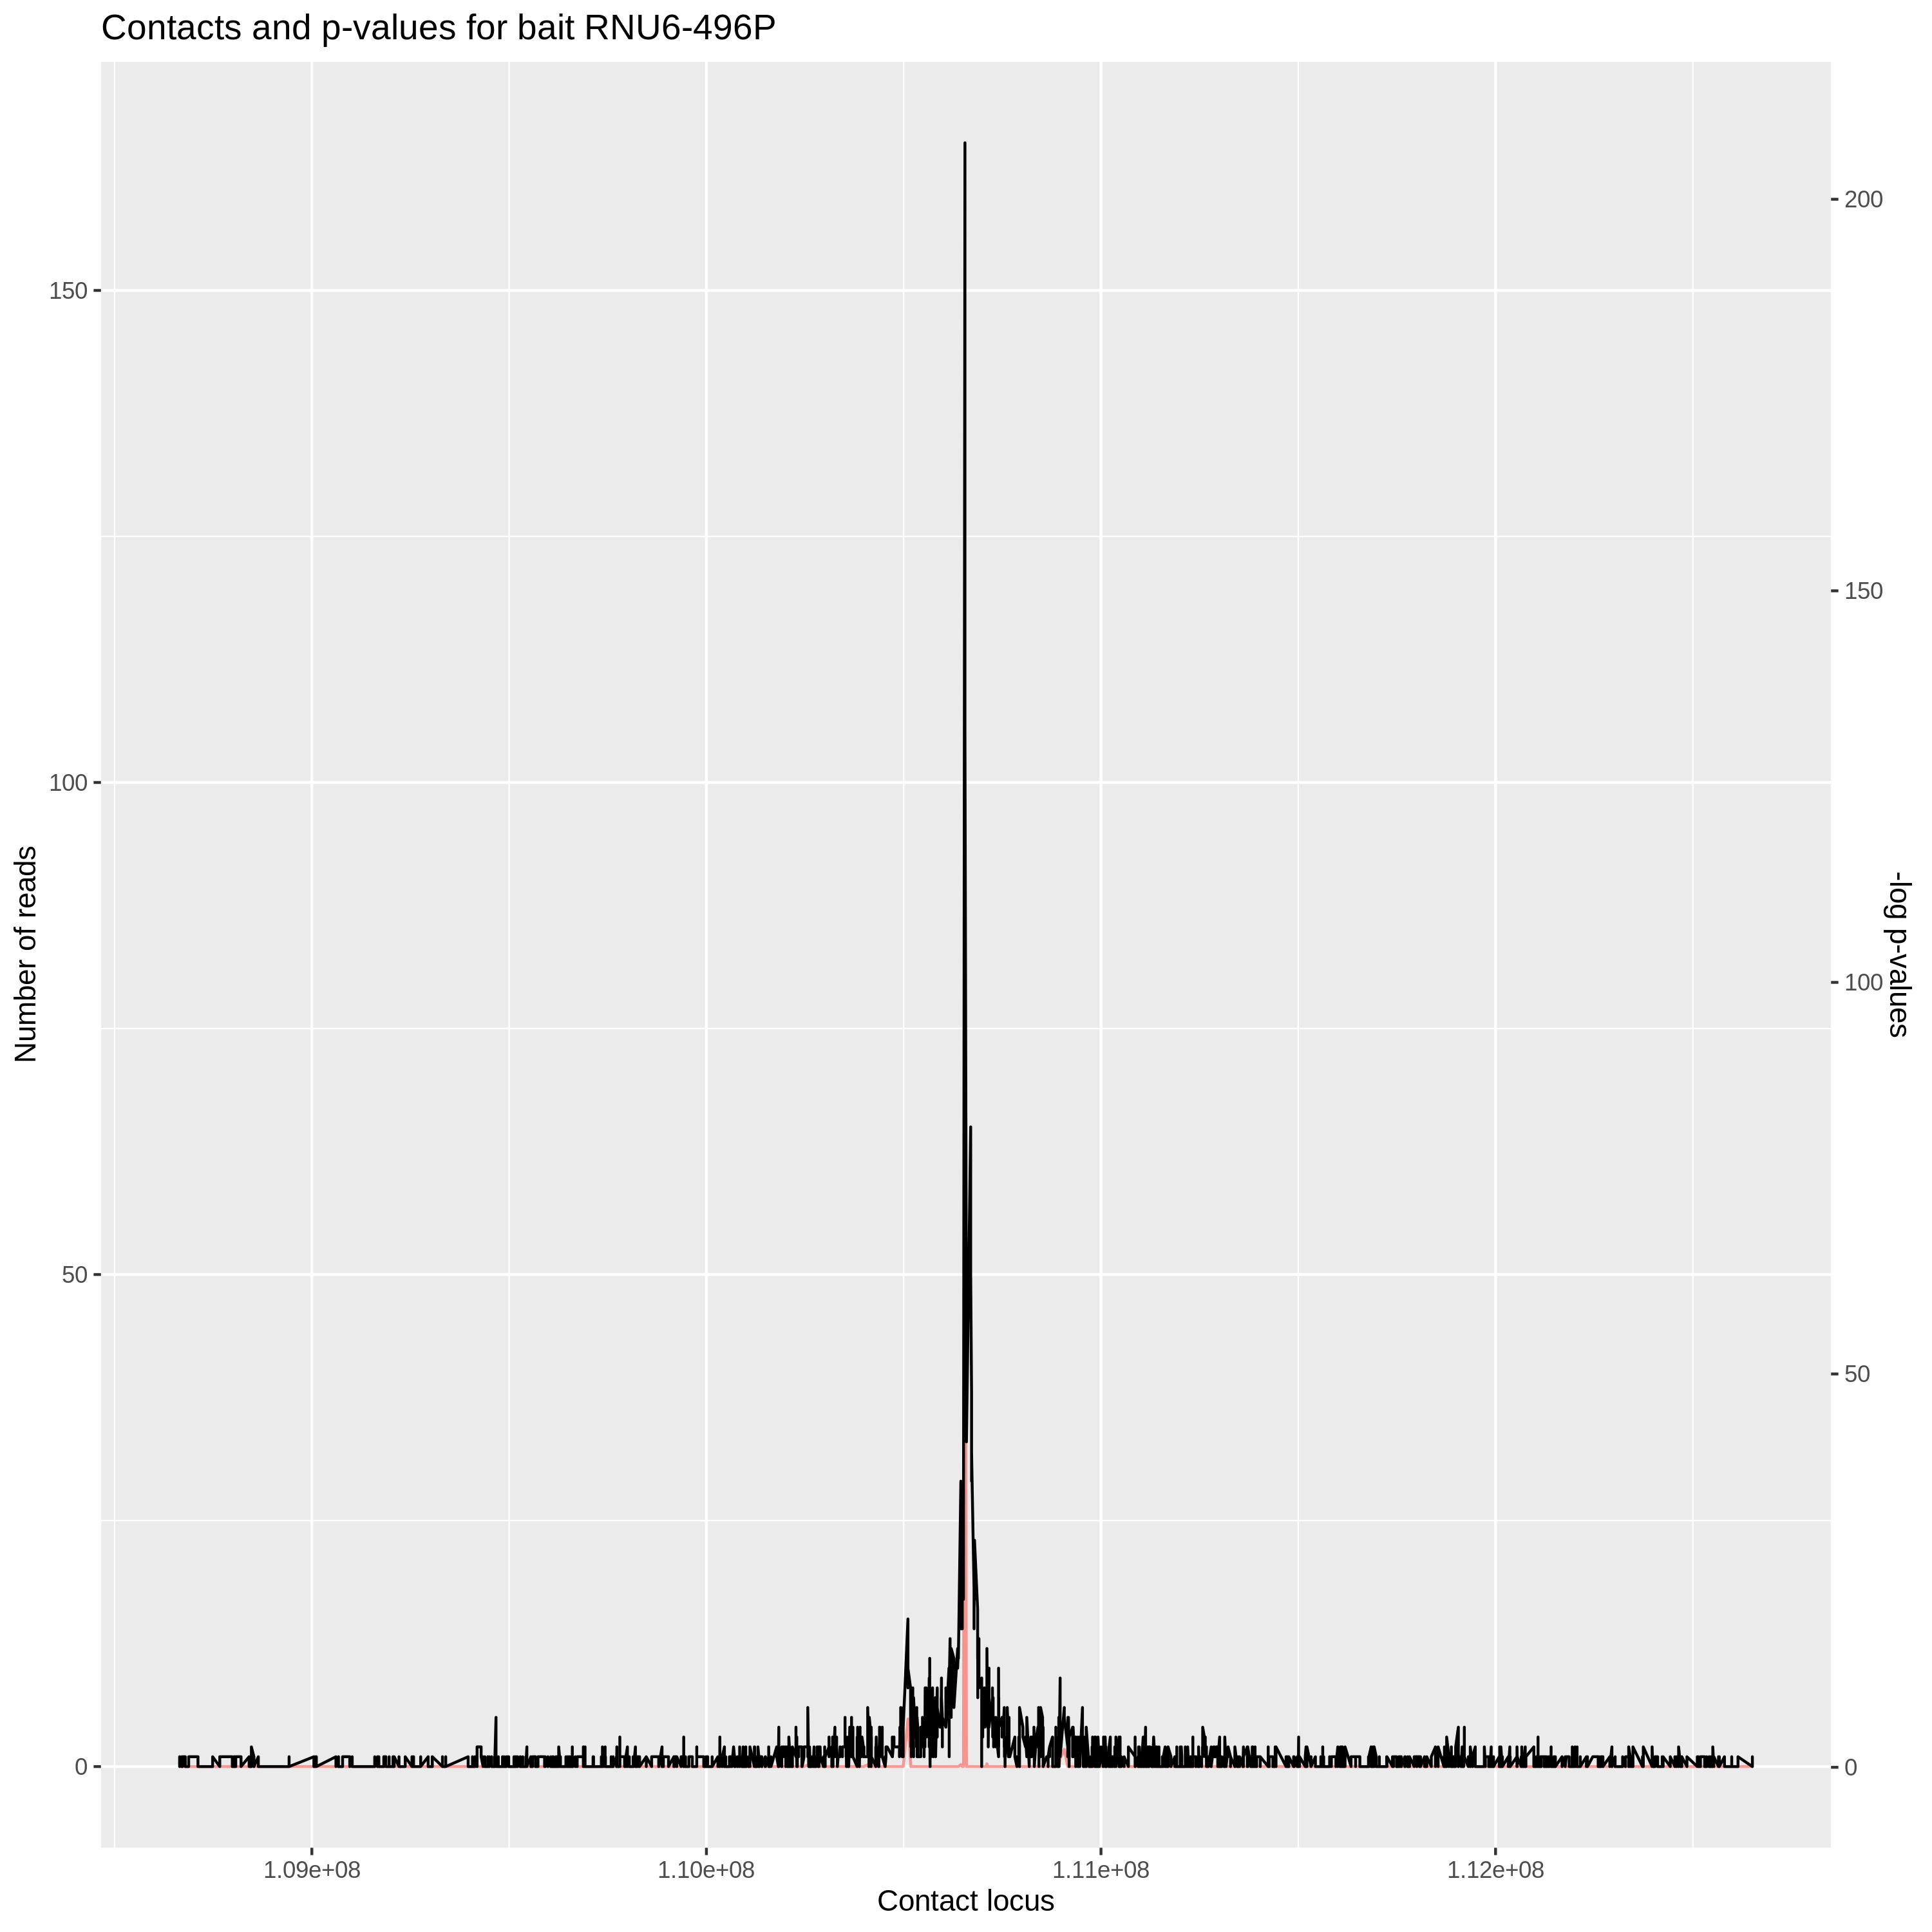 Contacts and p-values for bait RNU6-496P
Number of reads
150
100
50
0
200
150
100
50
0
-log p-values
1.09e+08 1.10e+08 1.11e+08 1.12e+08
Contact locus